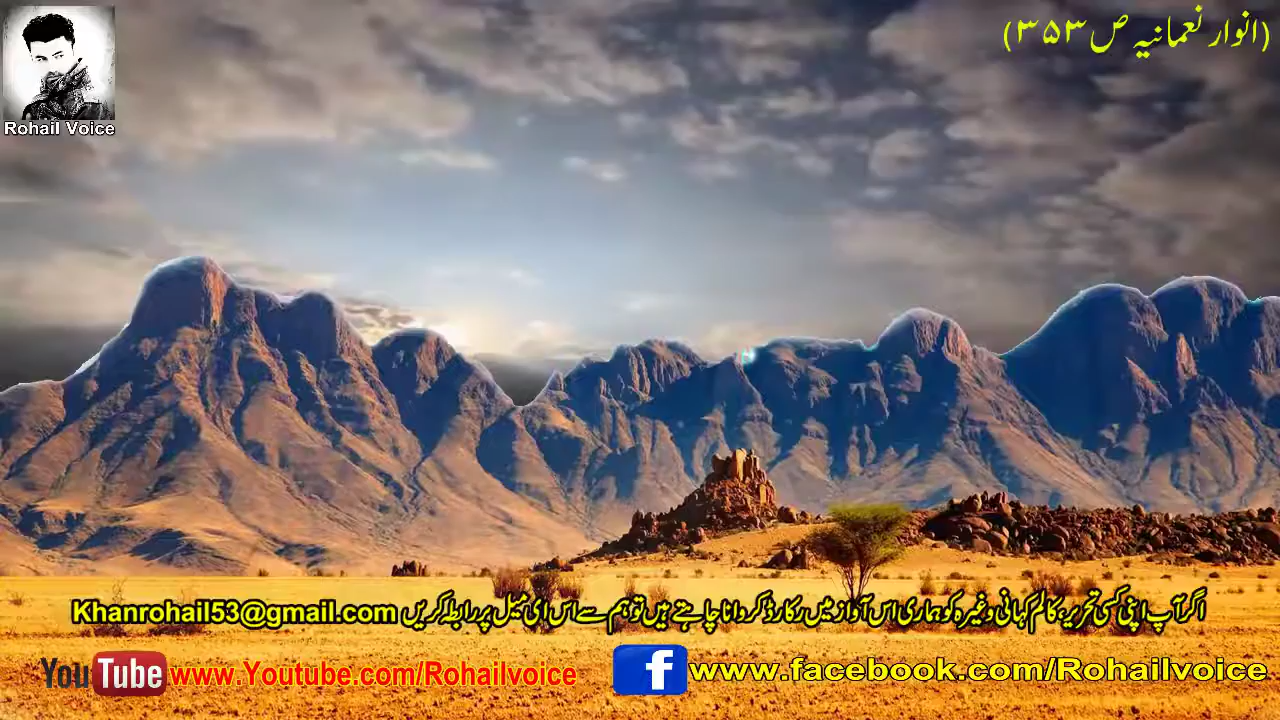 (انوار نعمانیہ ص ۳۵۳)
Rohail Voice
اگر آپ اپنی کسی تحریر، کالم کہانی وغیرہ کو ہماری اس آواز میں رکارڈ کروانا چاہتے ہیں تو ہم سے اس ای میل پر رابطہ کریں Khanrohail53@gmail.com
YouTube www.Youtube.com/Rohailvoice
f www.facebook.com/Rohailvoice